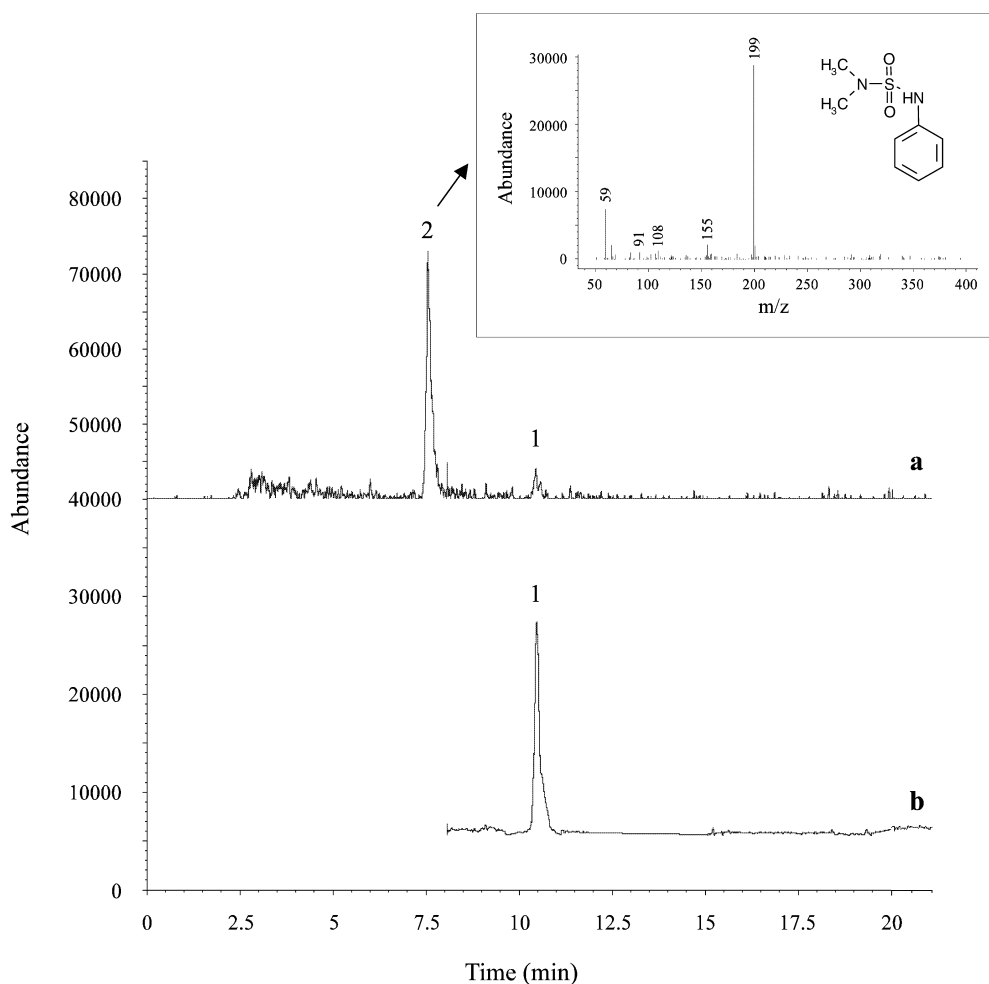 30000
20000
10000
0
Abundance
199
59
91
108
155
50 100 150 200 250 300 350 400
m/z
H₃C
H₃C
N
S
O
O
HN
80000
70000
60000
50000
40000
30000
20000
10000
0
Abundance
2
1
a
1
b
0 2.5 5 7.5 10 12.5 15 17.5 20
Time (min)